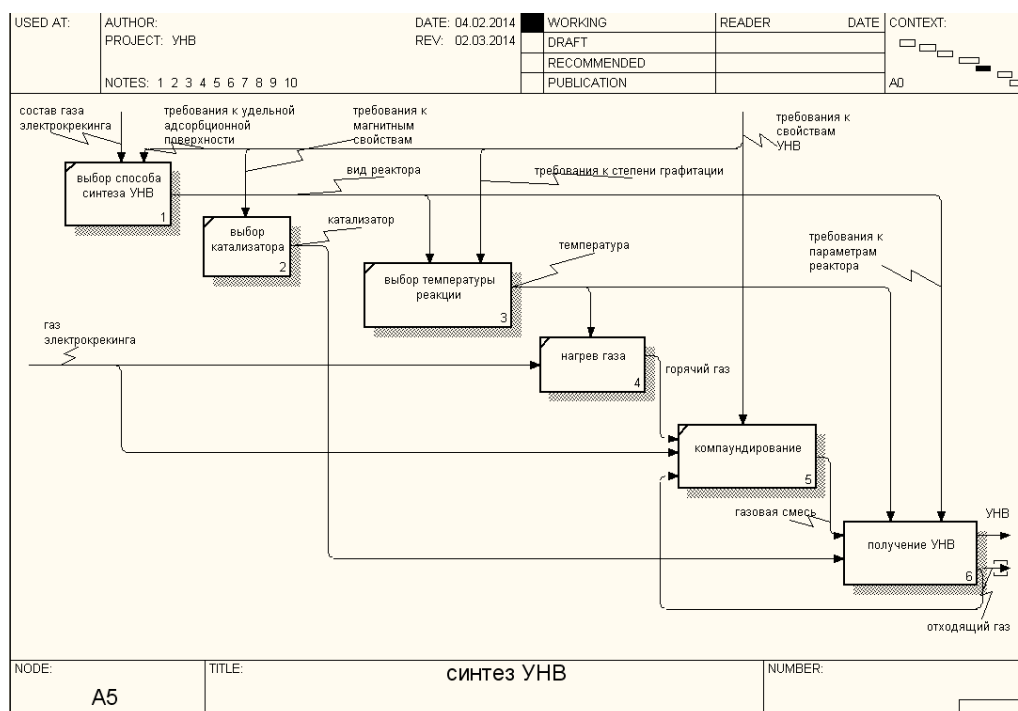 USED AT:
AUTHOR:
DATE: 04.02.2014
WORKING
READER
DATE
CONTEXT:
PROJECT: УНВ
REV: 02.03.2014
DRAFT
RECOMMENDED
NOTES: 1 2 3 4 5 6 7 8 9 10
PUBLICATION
A0
состав газа
электрокрекинга
требования к удельной
адсорбционной
поверхности
требования к
магнитным
свойствам
требования к
свойствам
УНВ
выбор способа
синтеза УНВ
1
вид реактора
требования к степени графитации
выбор
катализатора
2
катализатор
температура
требования к
параметрам
реактора
выбор температуры
реакции
3
газ
электрокрекинга
нагрев газа
4
горячий газ
компаундирование
5
газовая смесь
УНВ
получение УНВ
6
отходящий газ
NODE:
A5
TITLE:
синтез УНВ
NUMBER: